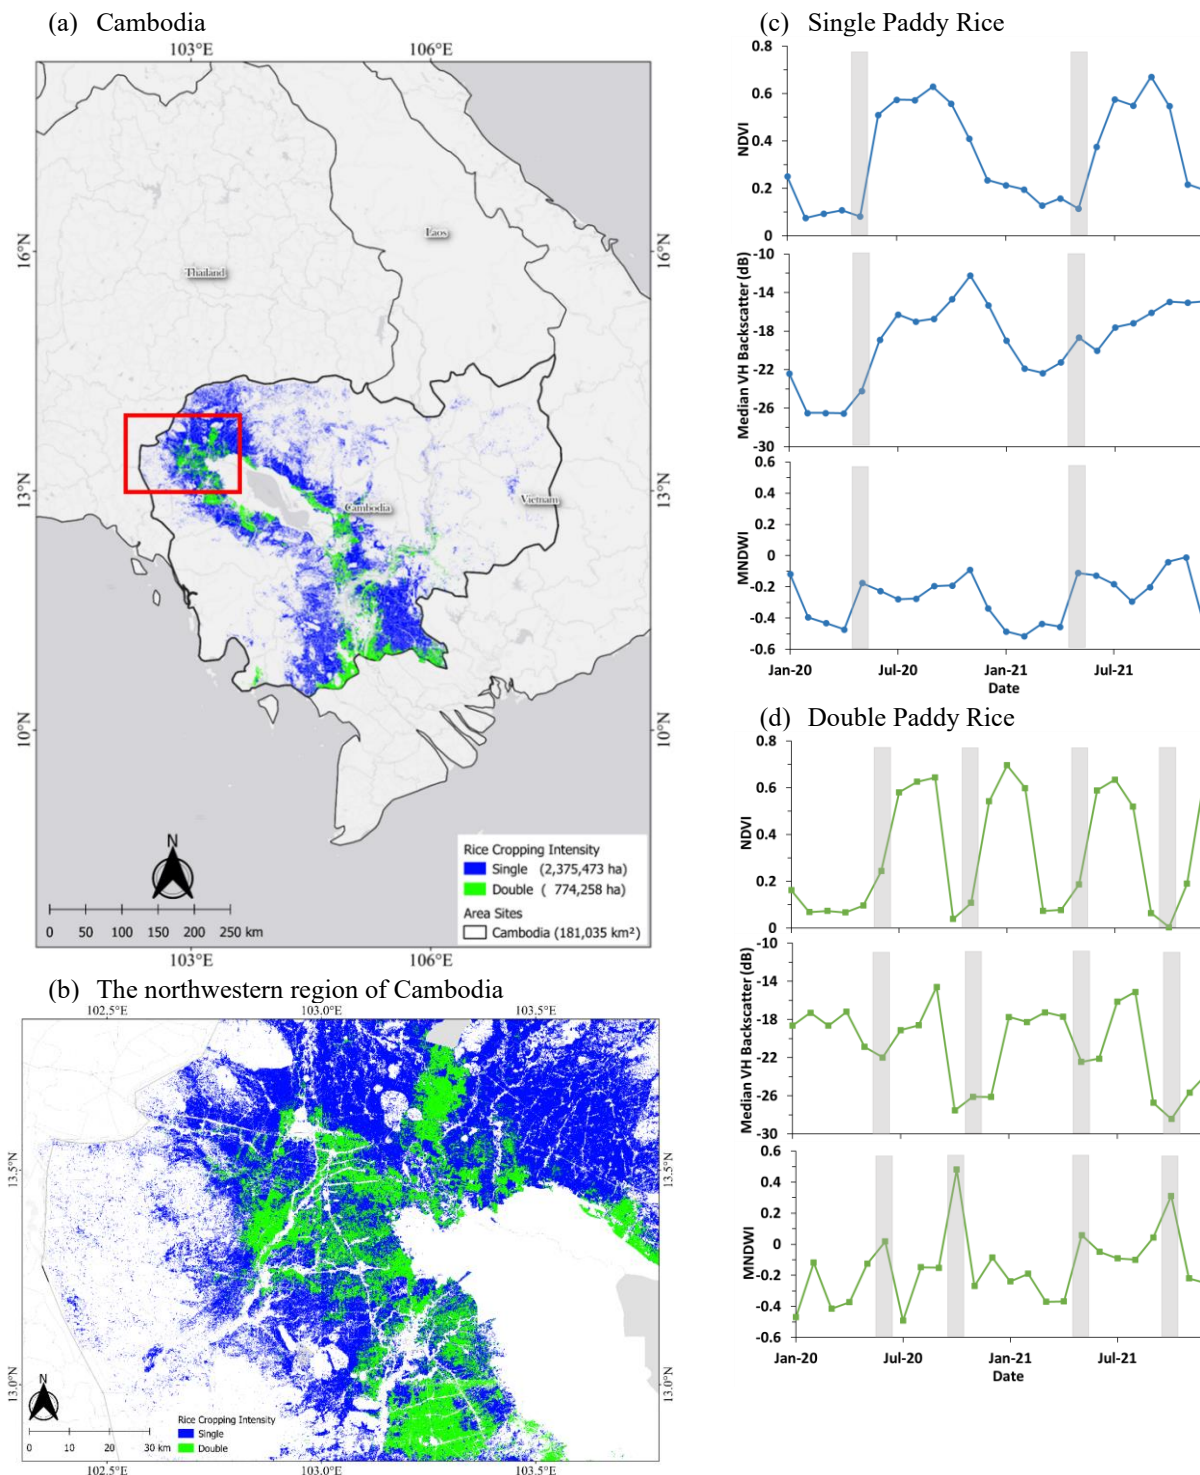 (a) Cambodia
103°E 106°E
16°N 16°N
Laos
Thailand
13°N 13°N
Vietnam
Cambodia
10°N 10°N
N
Rice Cropping Intensity
Single (2,375,473 ha)
Double ( 774,258 ha)
Area Sites
Cambodia (181,035 km²)
0 50 100 150 200 250 km
103°E 106°E
(b) The northwestern region of Cambodia
102.5°E 103.0°E 103.5°E
13.5°N 13.5°N
13.0°N 13.0°N
N
Rice Cropping Intensity
Single
Double
0 10 20 30 km
102.5°E 103.0°E 103.5°E
(c) Single Paddy Rice
0.8
0.6
0.4
0.2
0
NDVI
-10
-14
-18
-22
-26
-30
Median VH Backscatter (dB)
0.6
0.4
0.2
0
-0.2
-0.4
-0.6
MNDWI
Jan-20 Jul-20 Jan-21 Jul-21
Date
(d) Double Paddy Rice
0.8
0.6
0.4
0.2
0
NDVI
-10
-14
-18
-22
-26
-30
Median VH Backscatter (dB)
0.6
0.4
0.2
0
-0.2
-0.4
-0.6
MNDWI
Jan-20 Jul-20 Jan-21 Jul-21
Date